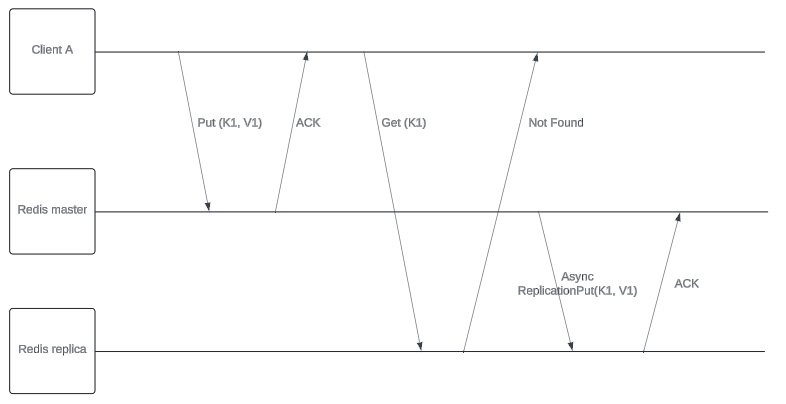 Client A
Put (K1, V1)
ACK
Get (K1)
Not Found
Redis master
Async
ReplicationPut(K1, V1)
ACK
Redis replica